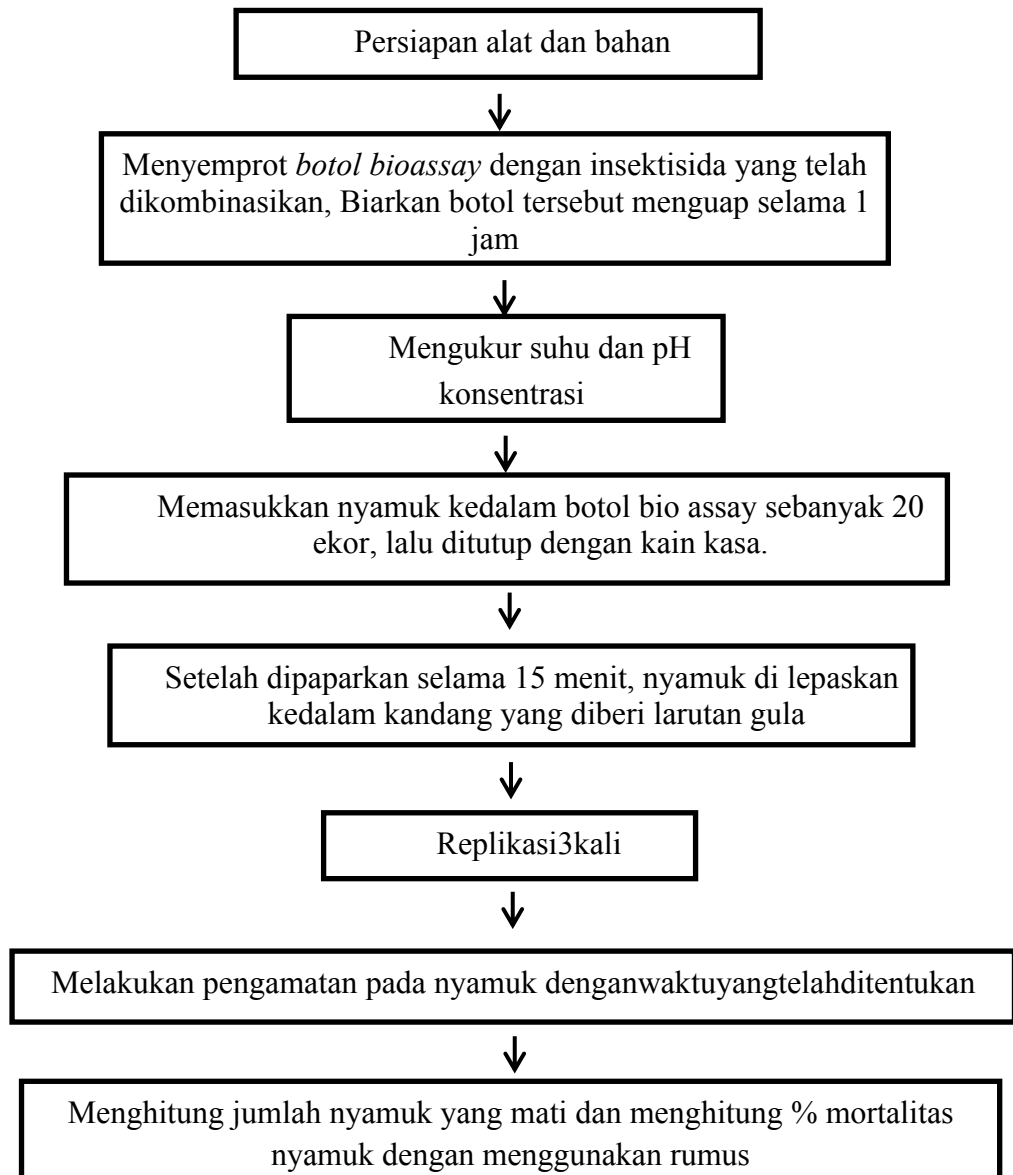 Persiapan alat dan bahan
Menyemprot botol bioassay dengan insektisida yang telah
dikombinasikan, Biarkan botol tersebut menguap selama 1
jam
Mengukur suhu dan pH
konsentrasi
Memasukkan nyamuk kedalam botol bio assay sebanyak 20
ekor, lalu ditutup dengan kain kasa.
Setelah dipaparkan selama 15 menit, nyamuk di lepaskan
kedalam kandang yang diberi larutan gula
Replikasi3kali
Melakukan pengamatan pada nyamuk denganwaktuyangtelahditentukan
Menghitung jumlah nyamuk yang mati dan menghitung % mortalitas
nyamuk dengan menggunakan rumus